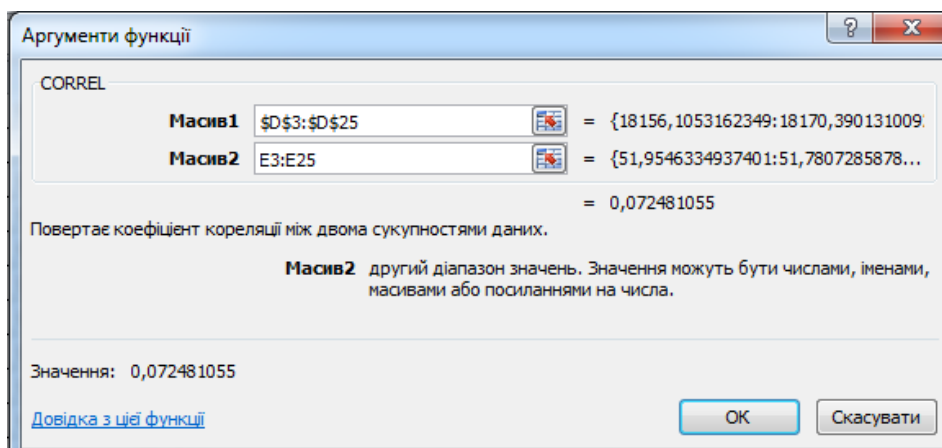 Аргументи функції
CORREL
Масив1 $D$3:$D$25 = {18156,1053162349:18170,390131009
Масив2 E3:E25 = {51,9546334937401:51,7807285878...
= 0,072481055
Повертає коефіцієнт кореляції між двома сукупностями даних.
Масив2 другий діапазон значень. Значення можуть бути числами, іменами,
масивами або посиланнями на числа.
Значення: 0,072481055
Довідка з цієї функції
ОК Скасувати